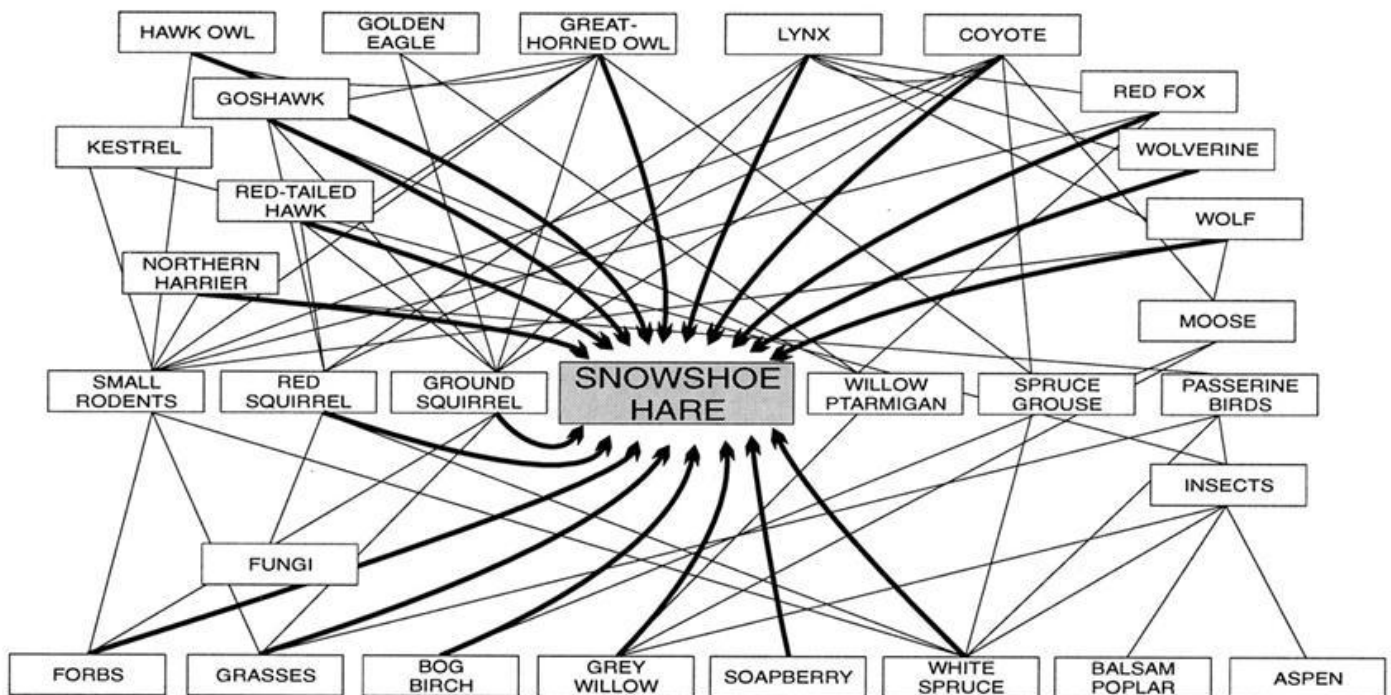 HAWK OWL
GOLDEN
EAGLE
GREAT-
HORNED OWL
LYNX
COYOTE
GOSHAWK
RED FOX
KESTREL
WOLVERINE
RED-TAILED
HAWK
WOLF
NORTHERN
HARRIER
MOOSE
SMALL
RODENTS
RED
SQUIRREL
GROUND
SQUIRREL
SNOWSHOE
HARE
WILLOW
PTARMIGAN
SPRUCE
GROUSE
PASSERINE
BIRDS
INSECTS
FUNGI
FORBS
GRASSES
BOG
BIRCH
GREY
WILLOW
SOAPBERRY
WHITE
SPRUCE
BALSAM
POPLAR
ASPEN